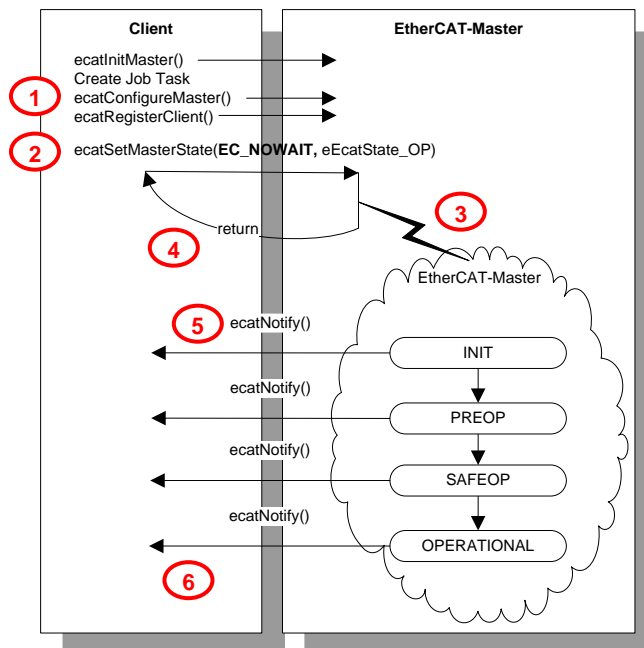 Client
EtherCAT-Master
ecatInitMaster()
Create Job Task
1
ecatConfigureMaster()
ecatRegisterClient()
2
ecatSetMasterState(EC_NOWAIT, eEcatState_OP)
3
4
return
EtherCAT-Master
5
ecatNotify()
INIT
ecatNotify()
PREOP
ecatNotify()
SAFEOP
ecatNotify()
OPERATIONAL
6